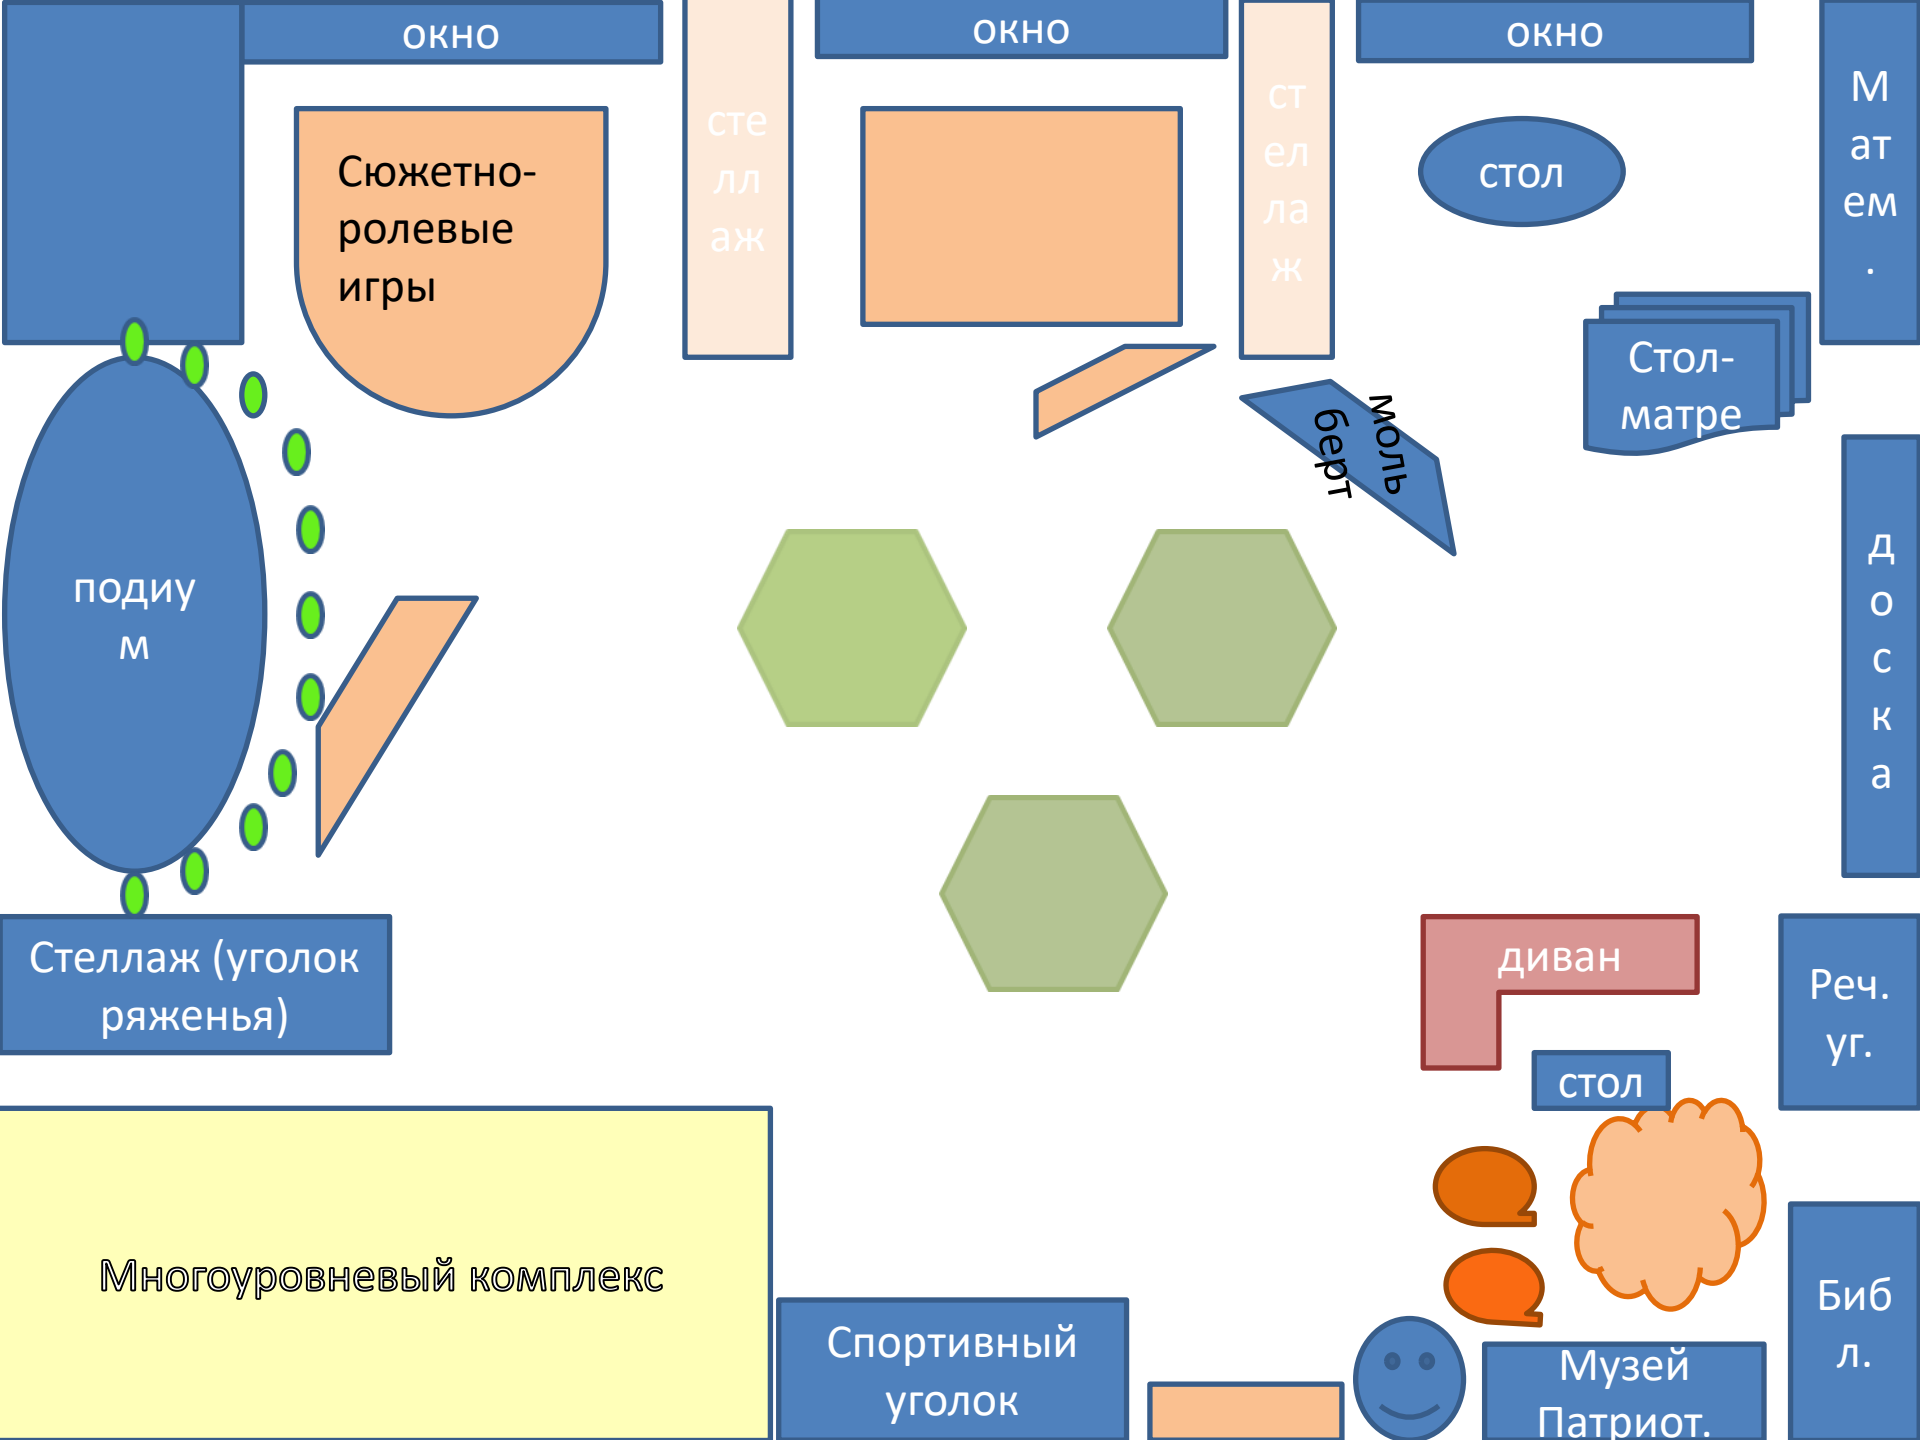 окно
окно
окно
Сюжетно-
ролевые
игры
сте
лл
аж
ст
ел
ла
ж
стол
М
ат
ем
.
Стол-
матре
моль
берт
подиу
м
д
о
с
к
а
Стеллаж (уголок
ряженья)
диван
Реч.
уг.
стол
Многоуровневый комплекс
Спортивный
уголок
Музей
Патриот.
Биб
л.